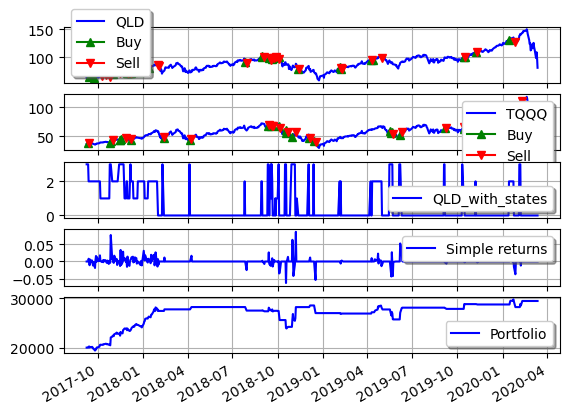 150
100
QLD
Buy
Sell
100
50
TQQQ
Buy
Sell
2
0
QLD_with_states
0.05
0.00
−0.05
Simple returns
30000
20000
Portfolio
2017-10
2018-01
2018-04
2018-07
2018-10
2019-01
2019-04
2019-07
2019-10
2020-01
2020-04